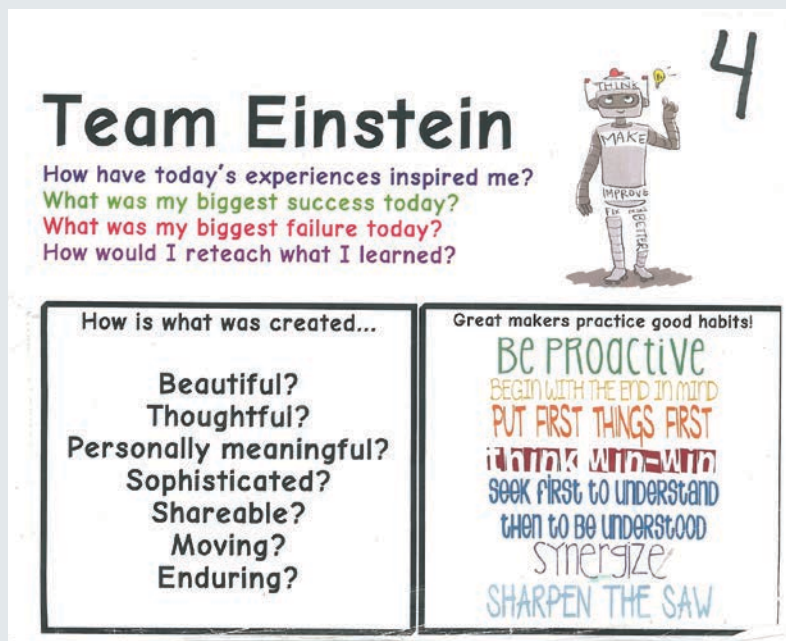 4
Team Einstein
How have today's experiences inspired me?
What was my biggest success today?
What was my biggest failure today?
How would I reteach what I learned?
THINK
MAKE
IMPROVE
FIX
BETTER!
How is what was created...
Beautiful?
Thoughtful?
Personally meaningful?
Sophisticated?
Shareable?
Moving?
Enduring?
Great makers practice good habits!
Be PROACtive
BEGIN WITH THE END IN MIND
PUT FIRST THINGS FIRST
think win-win
Seek first to understand
then to be understood
synergize
SHARPEN THE SAW